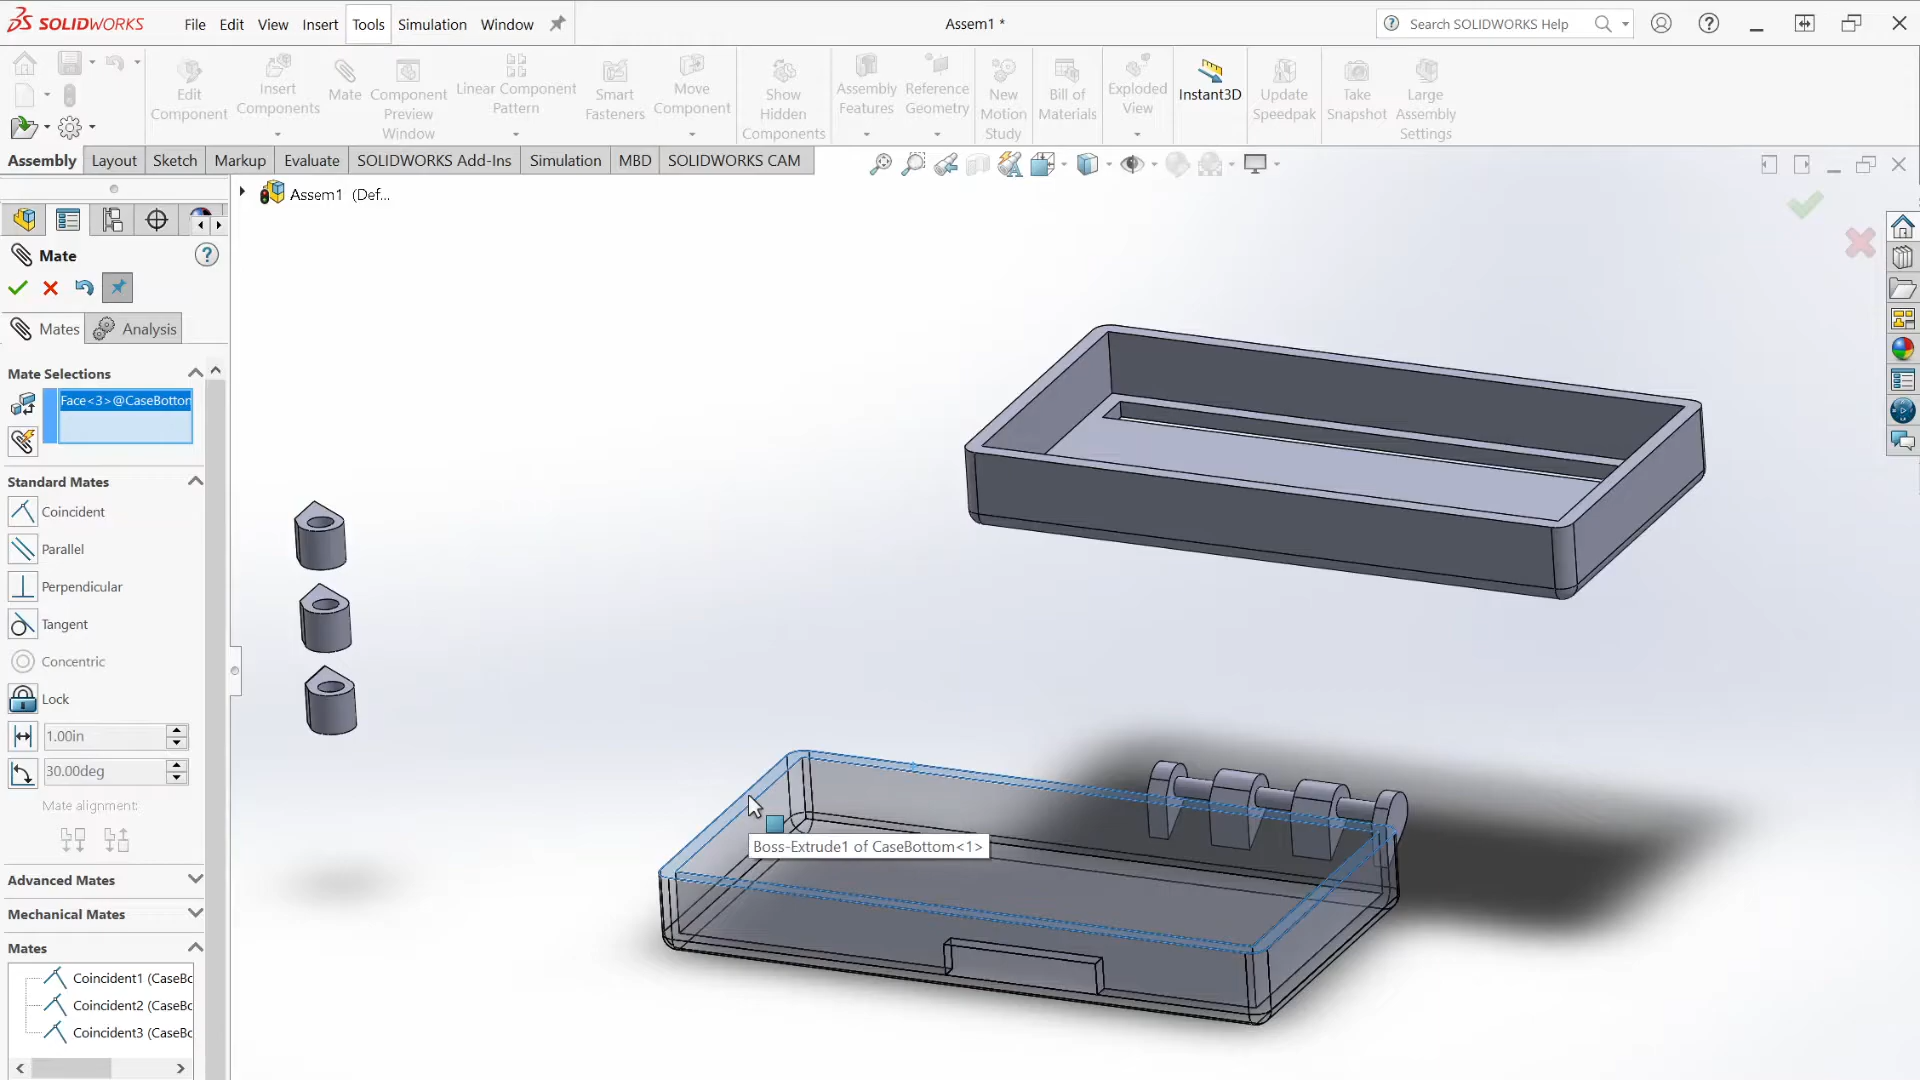 SOLIDWORKS File Edit View Insert Tools Simulation Window Assem1 * Search SOLIDWORKS Help
Edit Component
Insert Components
Mate
Component Preview Window
Linear Component Pattern
Smart Fasteners
Move Component
Show Hidden Components
Assembly Features
Reference Geometry
New Motion Study
Bill of Materials
Exploded View
Instant3D
Update Speedpak
Take Snapshot
Large Assembly Settings
Assembly Layout Sketch Markup Evaluate SOLIDWORKS Add-Ins Simulation MBD SOLIDWORKS CAM
Assem1 (Def...
Mate
Mates Analysis
Mate Selections
Face<3>@CaseBotton
Standard Mates
Coincident
Parallel
Perpendicular
Tangent
Concentric
Lock
1.00in
30.00deg
Mate alignment:
Boss-Extrude1 of CaseBottom<1>
Advanced Mates
Mechanical Mates
Mates
Coincident1 (CaseBo
Coincident2 (CaseBo
Coincident3 (CaseBo